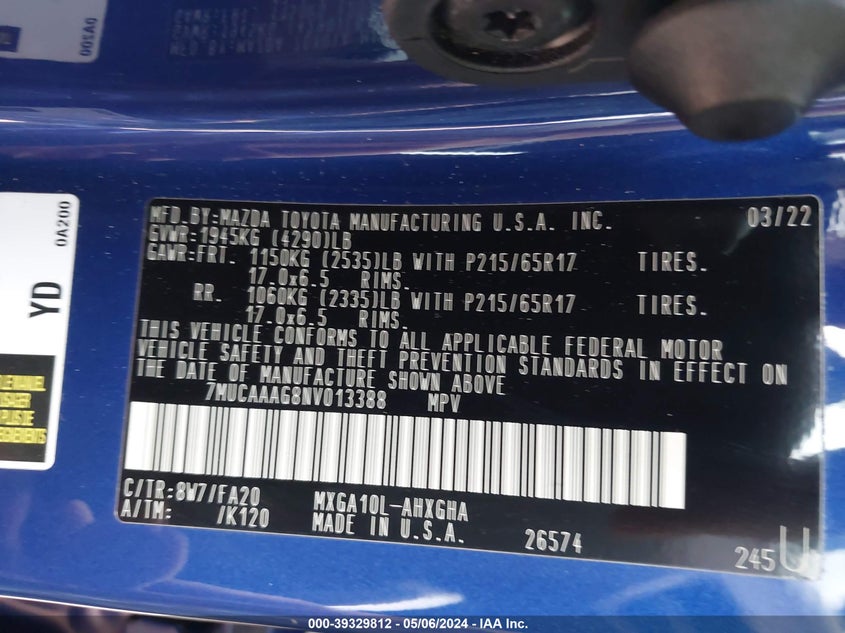 0A200
YD
0A200
MFD.BY:MAZDA TOYOTA MANUFACTURING U.S.A. INC. 03/22
GVWR:1945KG (4290)LB
GAWR:FRT. 1150KG (2535)LB WITH P215/65R17 TIRES.
17.0x6.5 RIMS.
RR. 1060KG (2335)LB WITH P215/65R17 TIRES.
17.0x6.5 RIMS.
THIS VEHICLE CONFORMS TO ALL APPLICABLE FEDERAL MOTOR
VEHICLE SAFETY AND THEFT PREVENTION STANDARDS IN EFFECT ON
THE DATE OF MANUFACTURE SHOWN ABOVE
7MUCAAAG8NV013388 MPV
C/TR:8W7/FA20 MXGA10L-AHXGHA
A/TM: /K120 MADE IN U.S.A.
26574
245 U
000-39329812 - 05/06/2024 - IAA Inc.